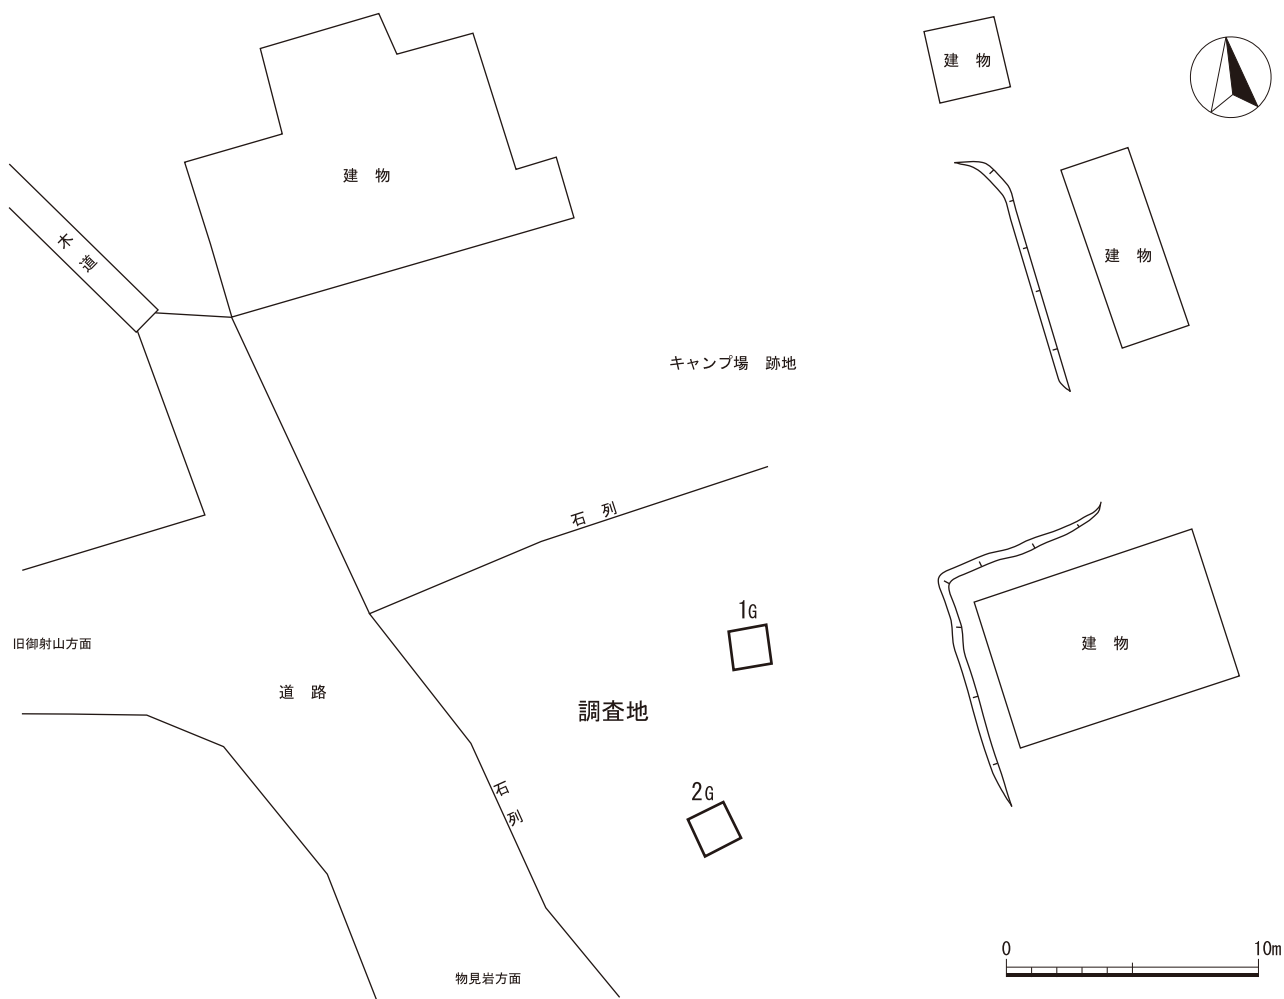 建 物
建 物
木道
建 物
キャンプ場 跡地
石 列
1G
旧御射山方面
建 物
道 路
調査地
石 列
2G
物見岩方面
0 10m